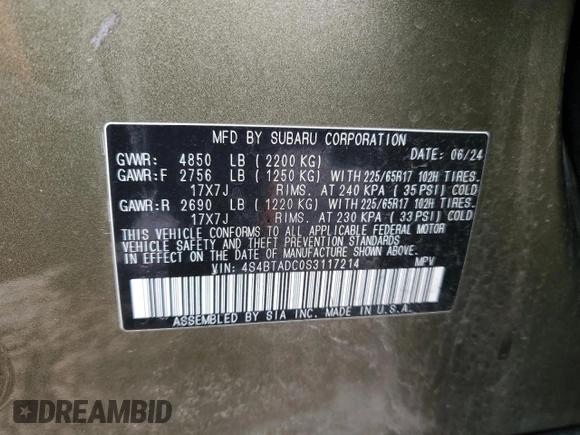 MFD BY SUBARU CORPORATION
GVWR: 4850 LB (2200 KG) DATE: 06/24
GAWR:F 2756 LB (1250 KG) WITH 225/65R17 102H TIRES.
17X7J RIMS. AT 240 KPA (35 PSI) COLD
GAWR:R 2690 LB (1220 KG) WITH 225/65R17 102H TIRES.
17X7J RIMS. AT 230 KPA (33 PSI) COLD
THIS VEHICLE CONFORMS TO ALL APPLICABLE FEDERAL MOTOR
VEHICLE SAFETY AND THEFT PREVENTION STANDARDS
IN EFFECT ON THE DATE OF MANUFACTURE SHOWN ABOVE.
VIN: 4S4BTADC0S3117214 MPV
ASSEMBLED BY SIA INC. MADE IN U.S.A.
DREAMBID